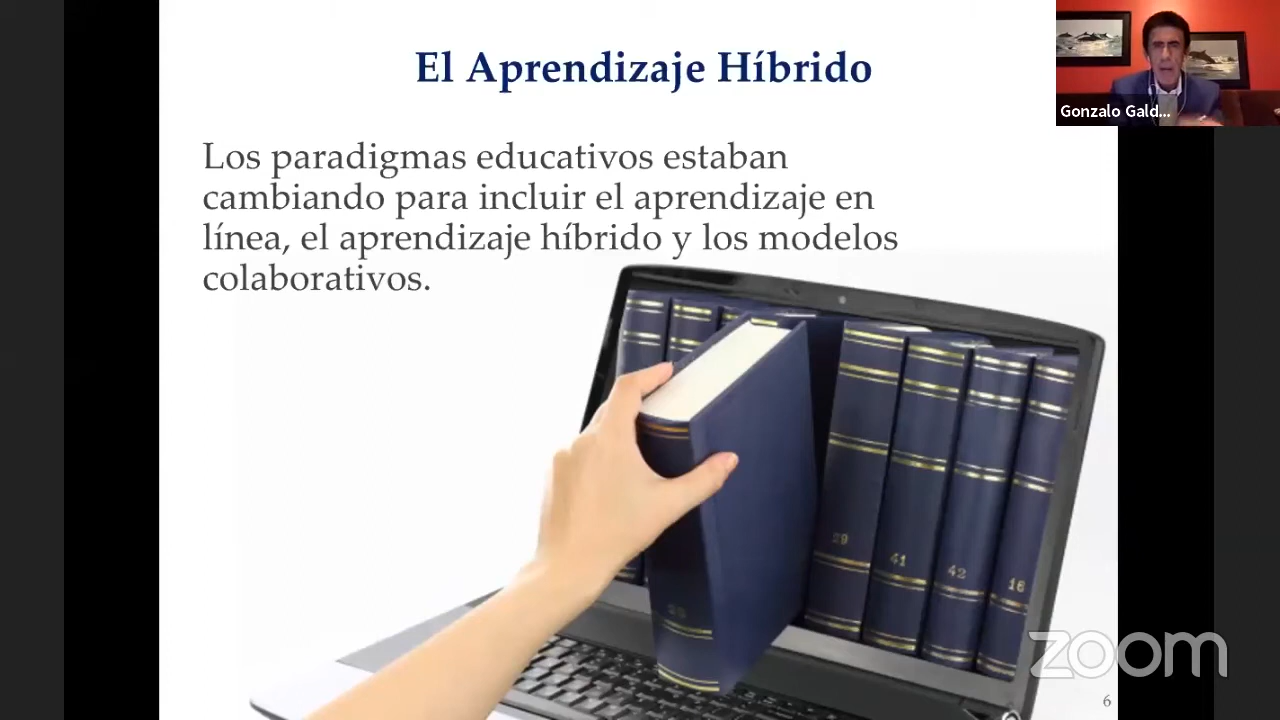 El Aprendizaje Híbrido
Gonzalo Gald...
Los paradigmas educativos estaban
cambiando para incluir el aprendizaje en
línea, el aprendizaje híbrido y los modelos
colaborativos.
29
41
42
16
zoom
6